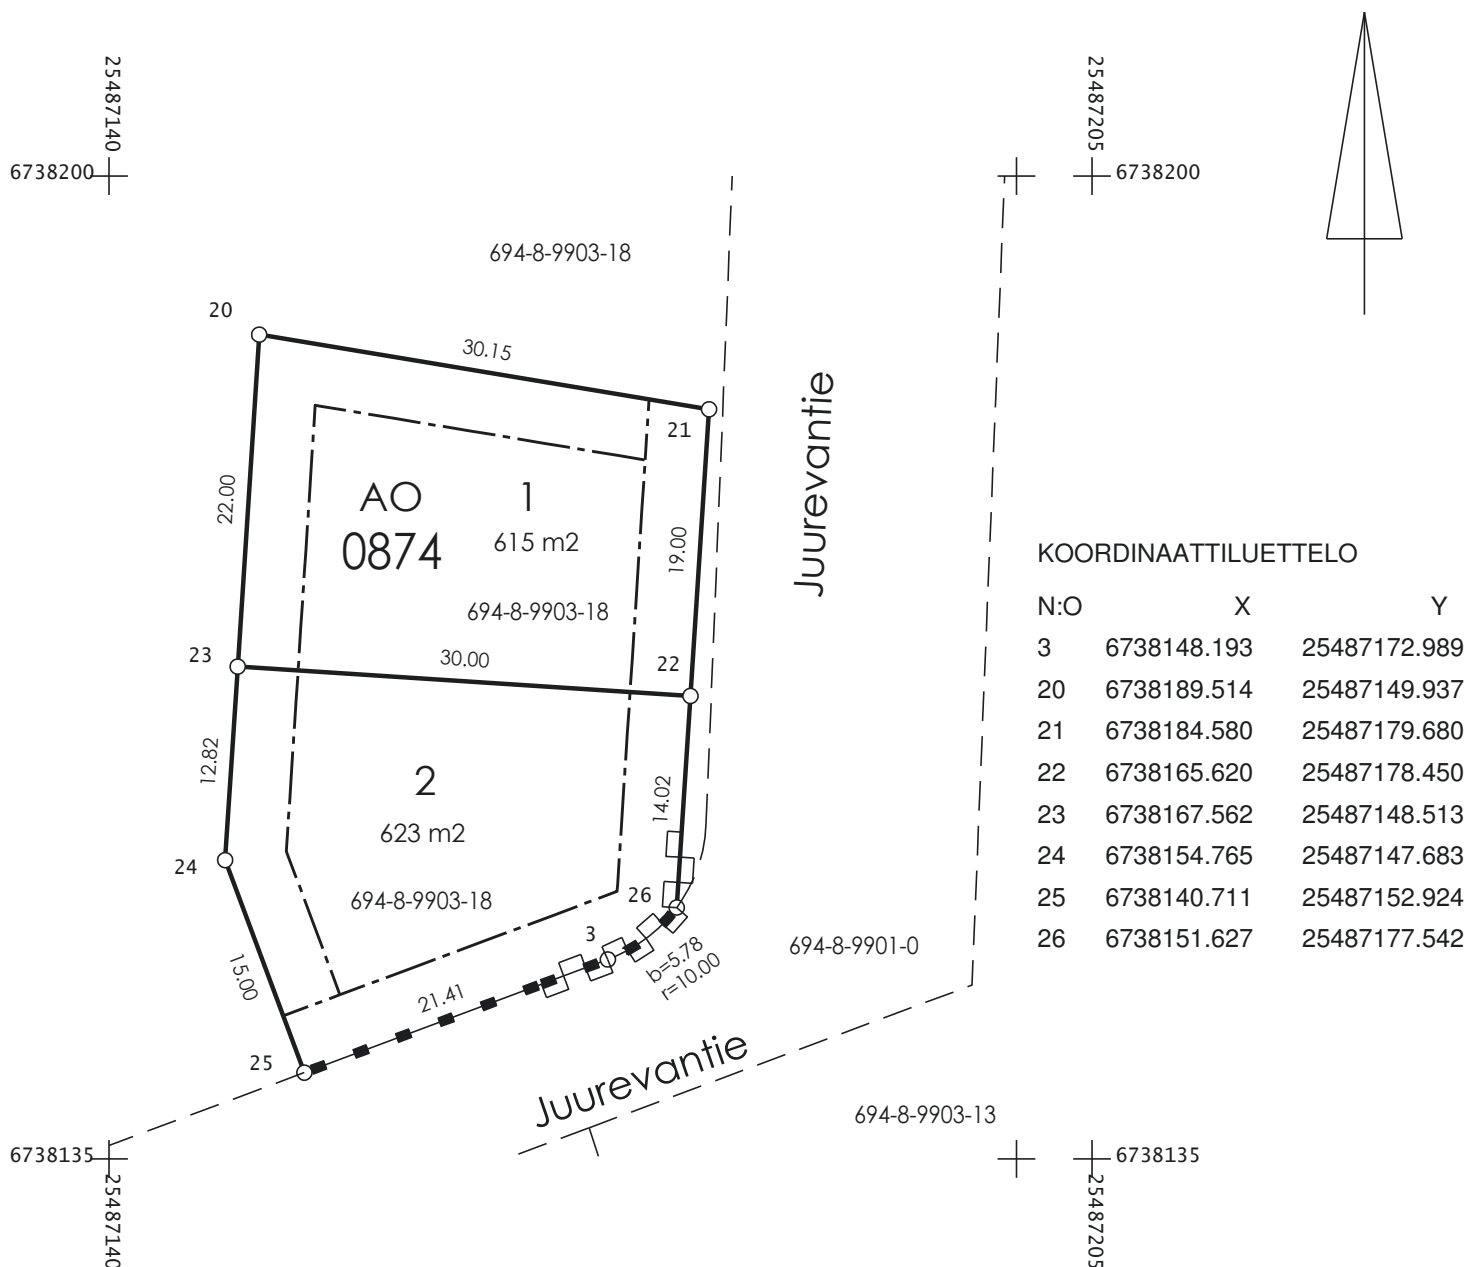 25487140
25487205
6738200
6738200
694-8-9903-18
20
30.15
21
Juurevantie
22.00
AO
0874
1
615 m2
19.00
694-8-9903-18
23
30.00
22
12.82
2
623 m2
14.02
24
694-8-9903-18
26
3
b=5.78
r=10.00
694-8-9901-0
15.00
21.41
25
Juurevantie
694-8-9903-13
6738135
6738135
25487140
25487205
KOORDINAATTILUETTELO
N:O X Y
3 6738148.193 25487172.989
20 6738189.514 25487149.937
21 6738184.580 25487179.680
22 6738165.620 25487178.450
23 6738167.562 25487148.513
24 6738154.765 25487147.683
25 6738140.711 25487152.924
26 6738151.627 25487177.542